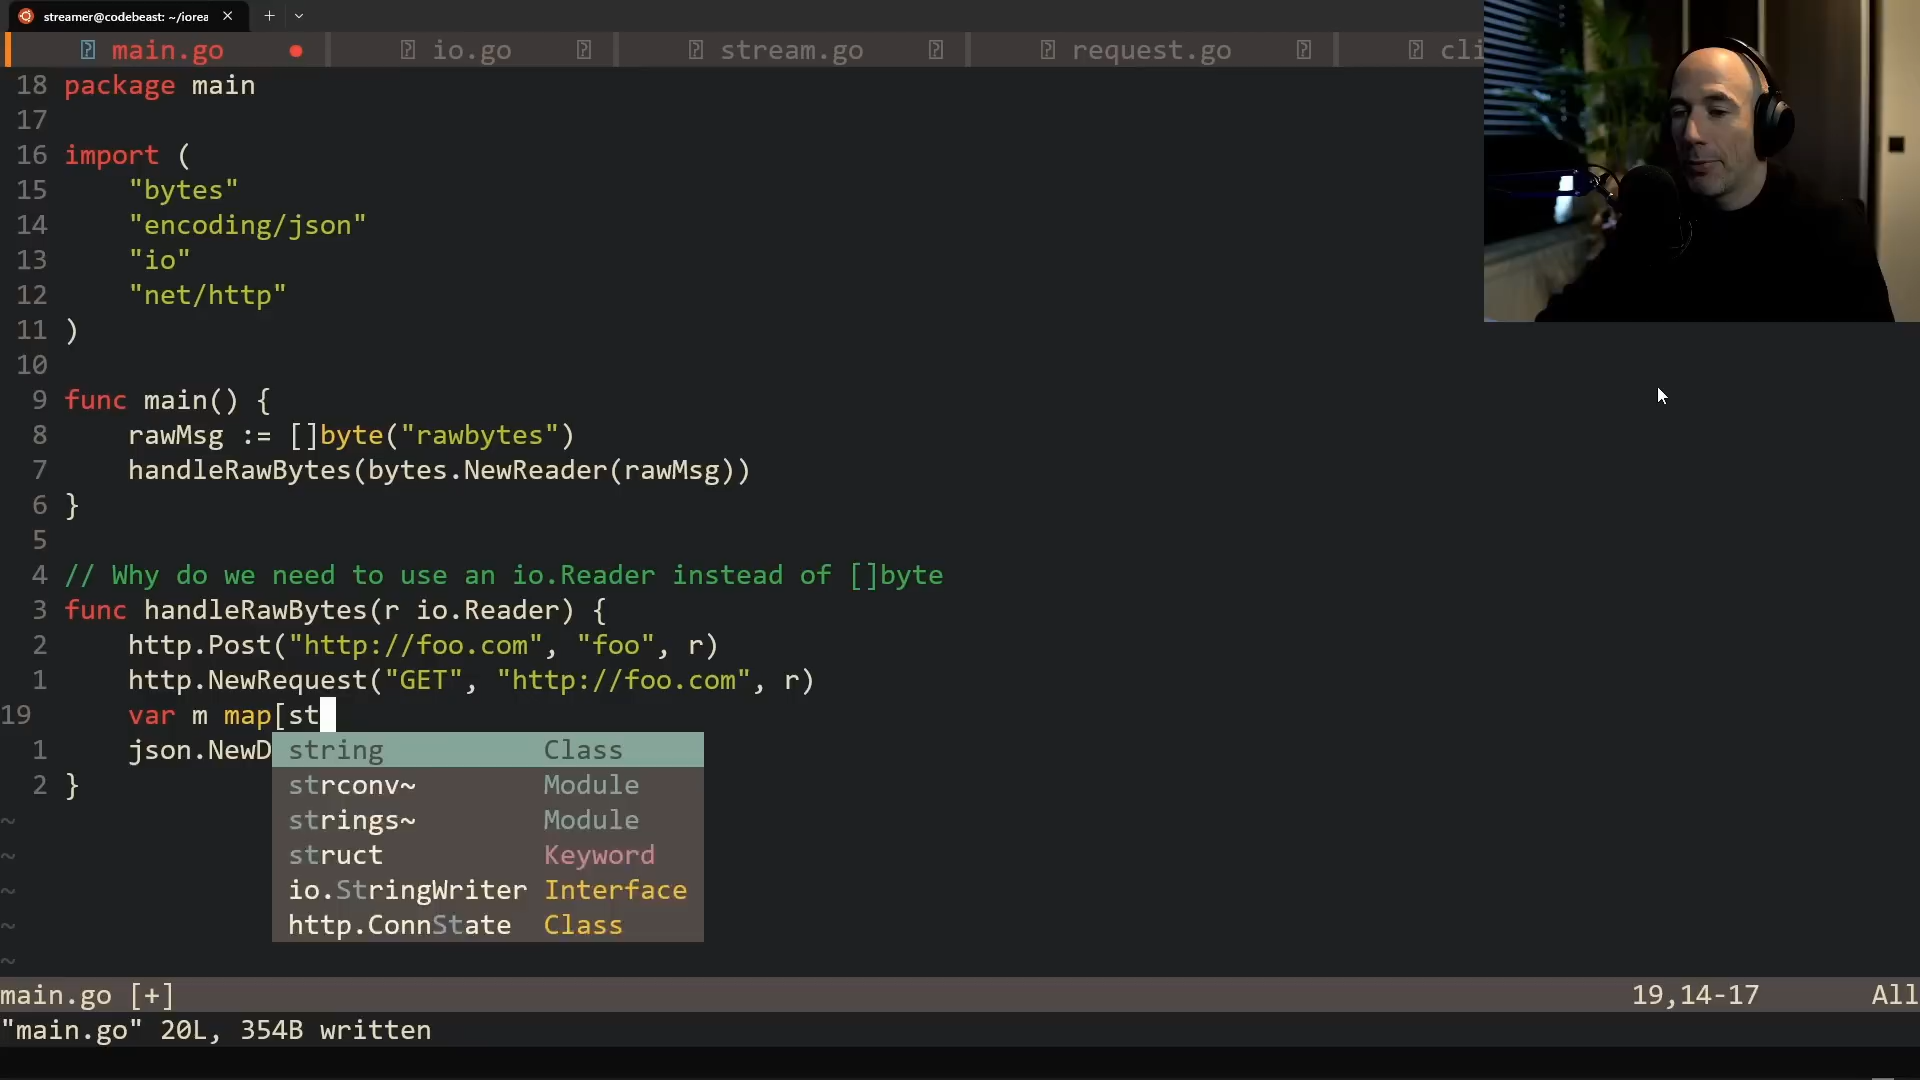 streamer@codebeast: ~/iorea
main.go io.go stream.go request.go cli
18 package main
17
16 import (
15 "bytes"
14 "encoding/json"
13 "io"
12 "net/http"
11 )
10
9 func main() {
8 rawMsg := []byte("rawbytes")
7 handleRawBytes(bytes.NewReader(rawMsg))
6 }
5
4 // Why do we need to use an io.Reader instead of []byte
3 func handleRawBytes(r io.Reader) {
2 http.Post("http://foo.com", "foo", r)
1 http.NewRequest("GET", "http://foo.com", r)
19 var m map[st
1 json.NewD string Class
2 } strconv~ Module
~ strings~ Module
~ struct Keyword
~ io.StringWriter Interface
~ http.ConnState Class
~
main.go [+] 19,14-17 All
"main.go" 20L, 354B written